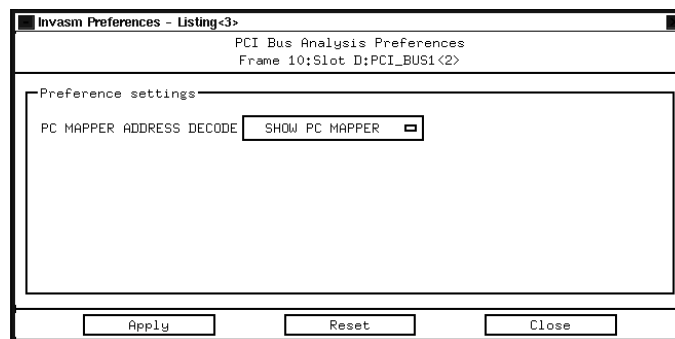 Invasm Preferences - Listing<3>
PCI Bus Analysis Preferences
Frame 10:Slot D:PCI_BUS1<2>
Preference settings
PC MAPPER ADDRESS DECODE SHOW PC MAPPER
Apply Reset Close